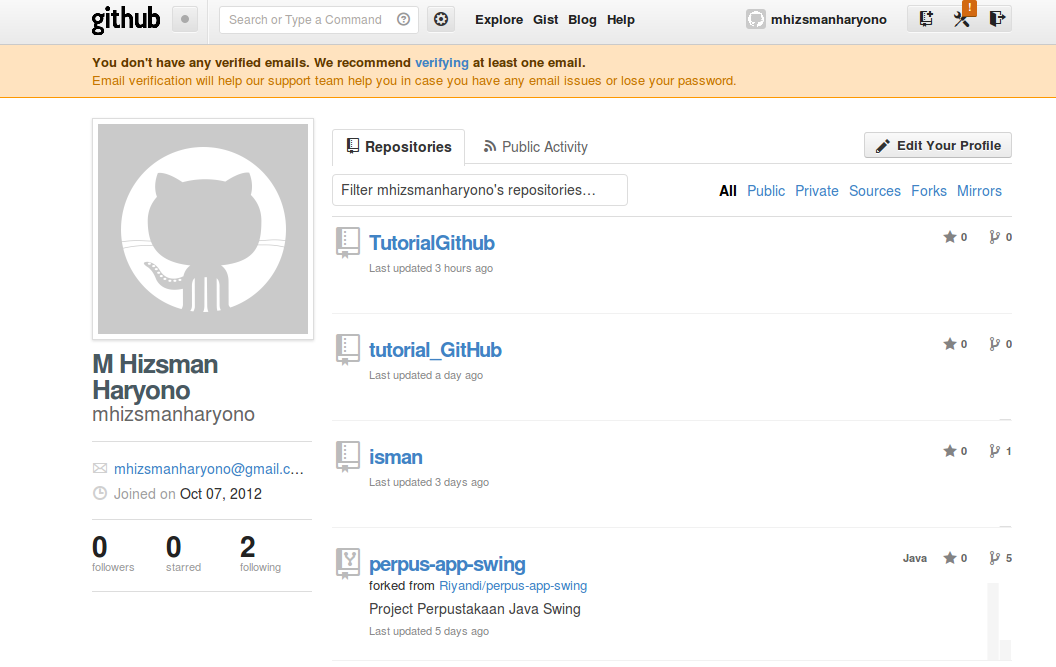 github
Search or Type a Command
Explore Gist Blog Help
mhizsmanharyono
!
You don't have any verified emails. We recommend verifying at least one email.
Email verification will help our support team help you in case you have any email issues or lose your password.
M Hizsman
Haryono
mhizsmanharyono
mhizsmanharyono@gmail.c...
Joined on Oct 07, 2012
0 0 2
followers starred following
Repositories Public Activity
Edit Your Profile
Filter mhizsmanharyono's repositories…
All Public Private Sources Forks Mirrors
TutorialGithub 0 0
Last updated 3 hours ago
tutorial_GitHub 0 0
Last updated a day ago
isman 0 1
Last updated 3 days ago
perpus-app-swing Java 0 5
forked from Riyandi/perpus-app-swing
Project Perpustakaan Java Swing
Last updated 5 days ago